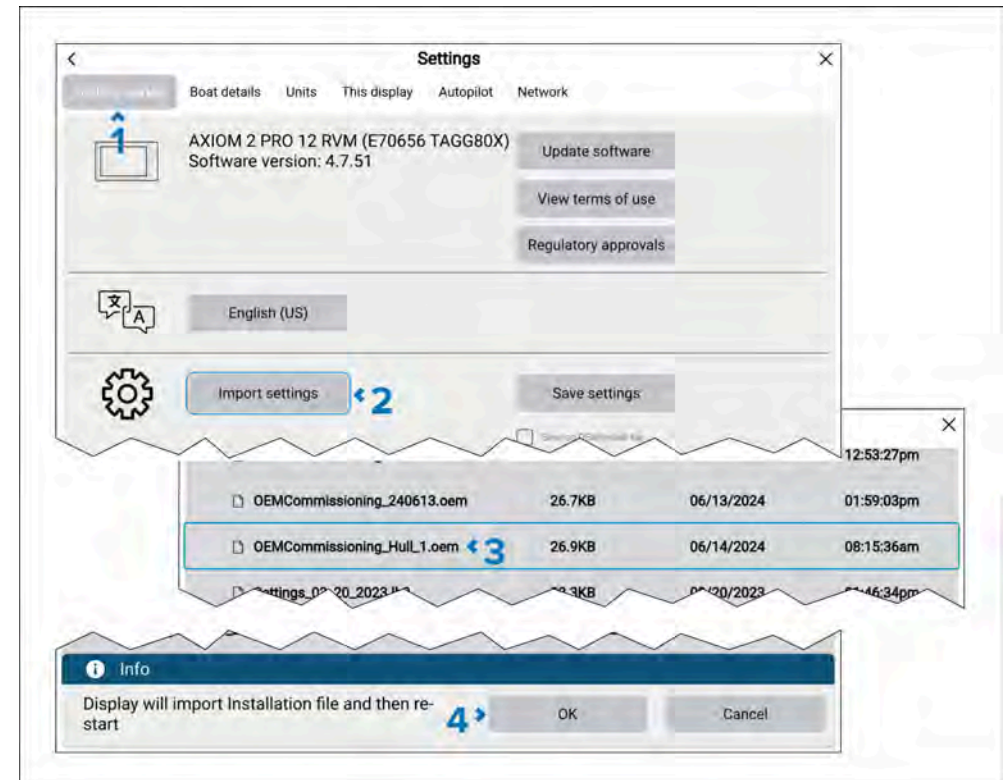 Settings
Boat details Units This display Autopilot Network
1
AXIOM 2 PRO 12 RVM (E70656 TAGG80X)
Software version: 4.7.51
Update software
View terms of use
Regulatory approvals
English (US)
Import settings
2
Save settings
12:53:27pm
OEMCommissioning_240613.oem 26.7KB 06/13/2024 01:59:03pm
OEMCommissioning_Hull_1.oem 3 26.9KB 06/14/2024 08:15:36am
Info
Display will import Installation file and then re-
start
4
OK
Cancel